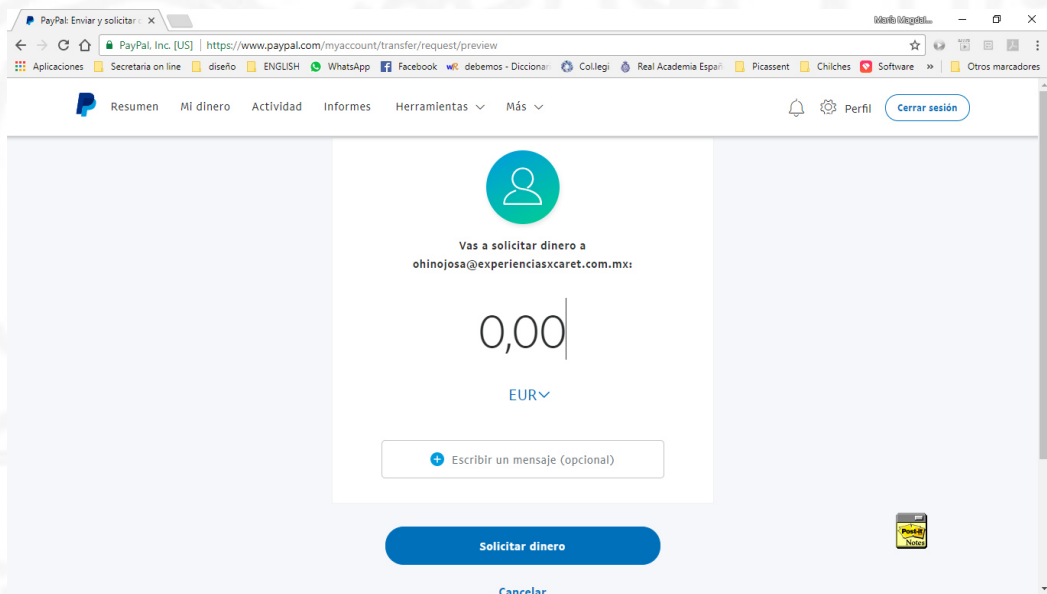 PayPal: Enviar y solicitar
María Magdal...
PayPal, Inc. [US] | https://www.paypal.com/myaccount/transfer/request/preview
Aplicaciones Secretaria on line diseño ENGLISH WhatsApp Facebook wR debemos - Diccionar Col.legi Real Academia Españ Picassent Chilches Software » Otros marcadores
Resumen Mi dinero Actividad Informes Herramientas Más Perfil Cerrar sesión
Vas a solicitar dinero a
ohinojosa@experienciasxcaret.com.mx:
0,00
EUR
Escribir un mensaje (opcional)
Post-it
Notes
Solicitar dinero
Cancelar